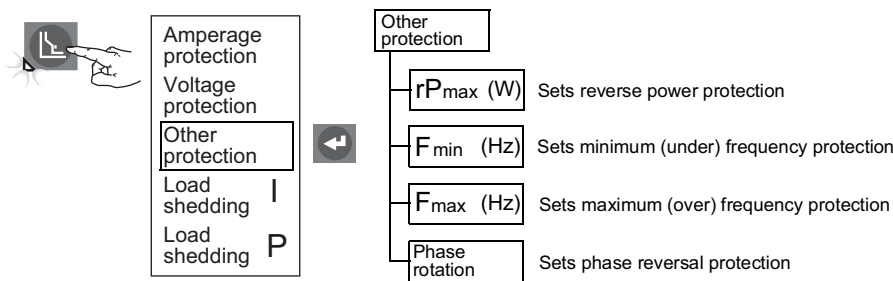 Amperage
protection
Voltage
protection
Other
protection
Load
shedding I
Load
shedding P
Other
protection
rPmax (W) Sets reverse power protection
Fmin (Hz) Sets minimum (under) frequency protection
Fmax (Hz) Sets maximum (over) frequency protection
Phase
rotation Sets phase reversal protection